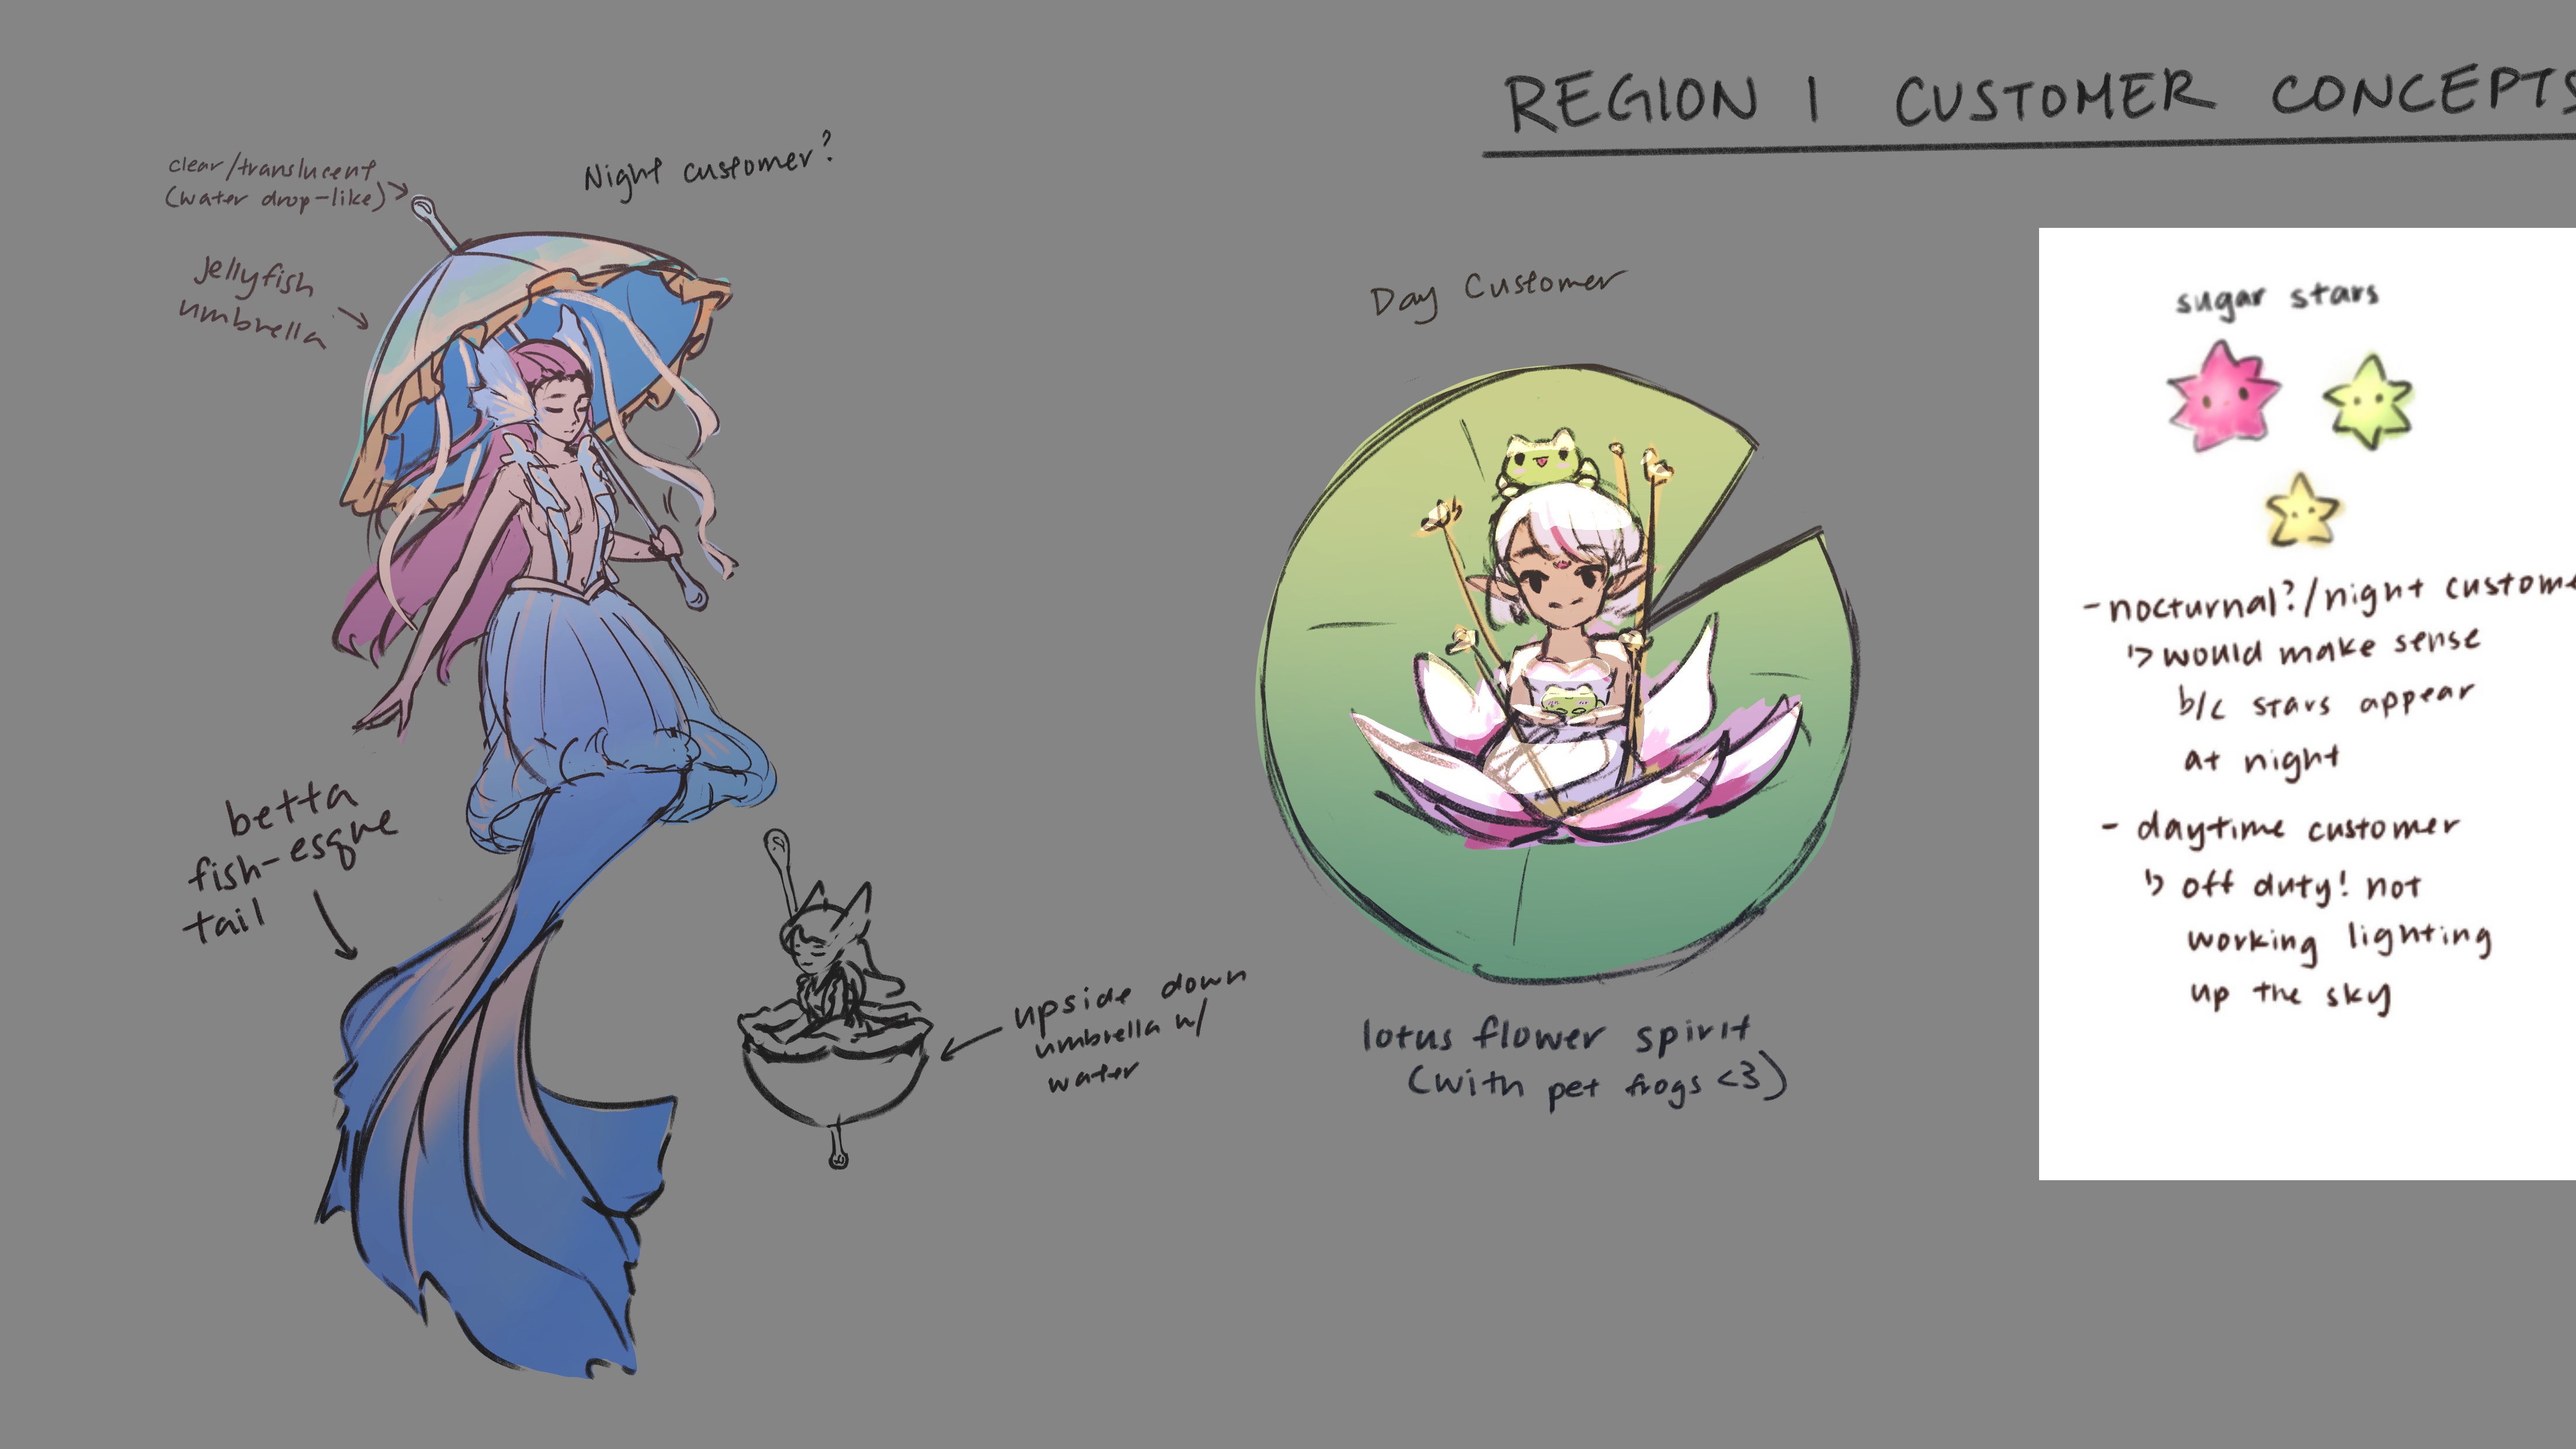 REGION 1 CUSTOMER CONCEPTS
clear/translucent
(water drop-like)
Night customer?
Jellyfish
umbrella
betta
fish-esque
tail
upside down
umbrella w/
water
Day Customer
lotus flower spirit
(with pet frogs <3)
sugar stars
- nocturnal?/night custome
↳ would make sense
b/c stars appear
at night
- daytime customer
↳ off duty! not
working lighting
up the sky